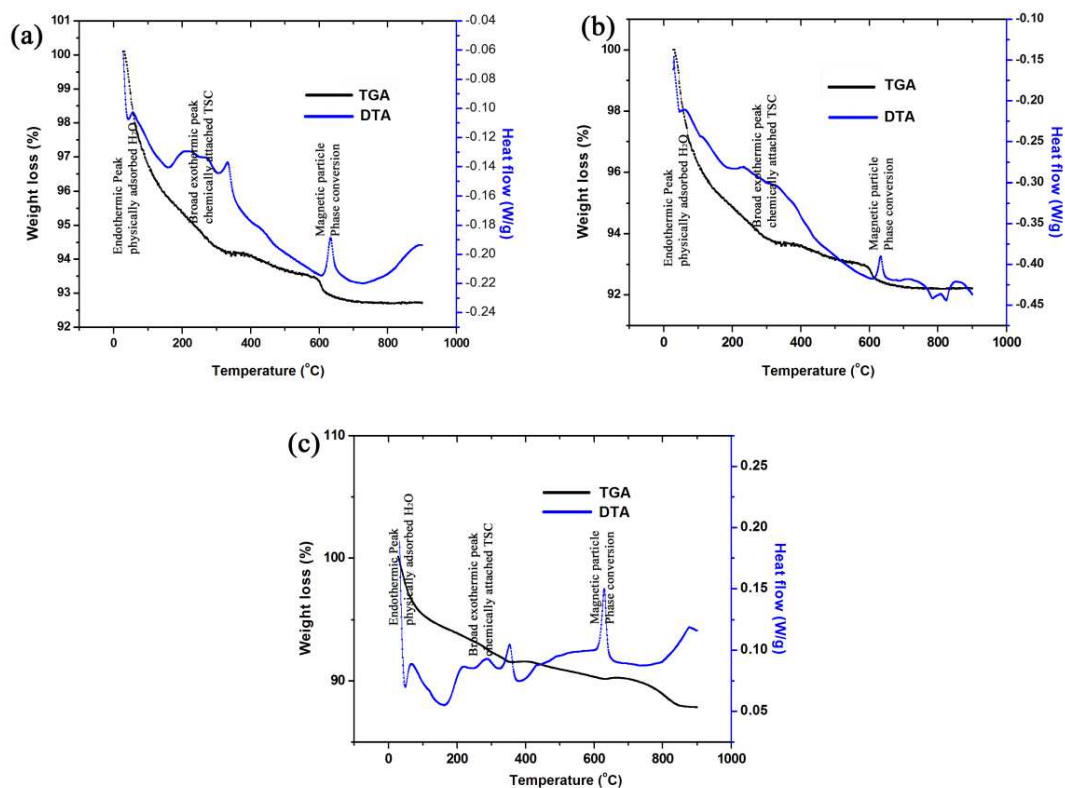 (a)
101
100
99
98
97
96
95
94
93
92
Weight loss (%)
0
200
400
600
800
1000
Temperature (°C)
-0.04
-0.06
-0.08
-0.10
-0.12
-0.14
-0.16
-0.18
-0.20
-0.22
-0.24
Heat flow (W/g)
TGA
DTA
Endothermic Peak
physically adsorbed H₂O
Broad exothermic peak
chemically attached TSC
Magnetic particle
Phase conversion
(b)
100
98
96
94
92
Weight loss (%)
0
200
400
600
800
1000
Temperature (°C)
-0.10
-0.15
-0.20
-0.25
-0.30
-0.35
-0.40
-0.45
Heat flow (W/g)
TGA
DTA
Endothermic Peak
physically adsorbed H₂O
Broad exothermic peak
chemically attached TSC
Magnetic particle
Phase conversion
(c)
110
100
90
Weight loss (%)
0
200
400
600
800
1000
Temperature (°C)
0.25
0.20
0.15
0.10
0.05
Heat flow (W/g)
TGA
DTA
Endothermic Peak
physically adsorbed H₂O
Broad exothermic peak
chemically attached TSC
Magnetic particle
Phase conversion